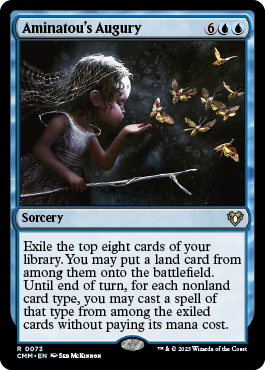 Aminatou's Augury 6
Sorcery
Exile the top eight cards of your
library. You may put a land card from
among them onto the battlefield.
Until end of turn, for each nonland
card type, you may cast a spell of
that type from among the exiled
cards without paying its mana cost.
R 0073
CMM • EN Seb McKinnon
™ & © 2023 Wizards of the Coast